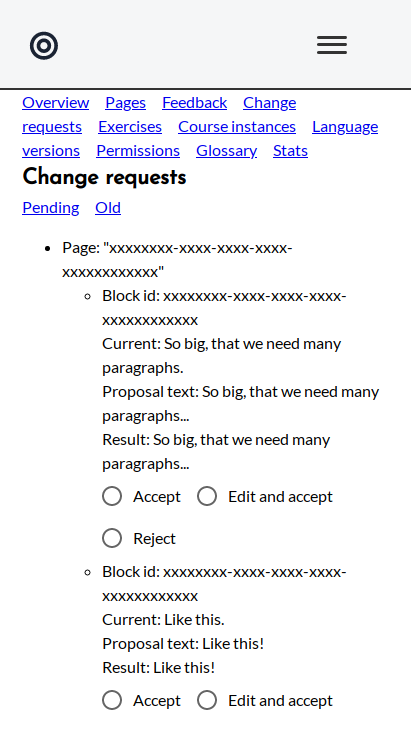 Overview Pages Feedback Change
requests Exercises Course instances Language
versions Permissions Glossary Stats
Change requests
Pending Old
Page: "xxxxxxxx-xxxx-xxxx-xxxx-
xxxxxxxxxxxx"
Block id: xxxxxxxx-xxxx-xxxx-xxxx-
xxxxxxxxxxxx
Current: So big, that we need many
paragraphs.
Proposal text: So big, that we need many
paragraphs...
Result: So big, that we need many
paragraphs...
Accept Edit and accept
Reject
Block id: xxxxxxxx-xxxx-xxxx-xxxx-
xxxxxxxxxxxx
Current: Like this.
Proposal text: Like this!
Result: Like this!
Accept Edit and accept